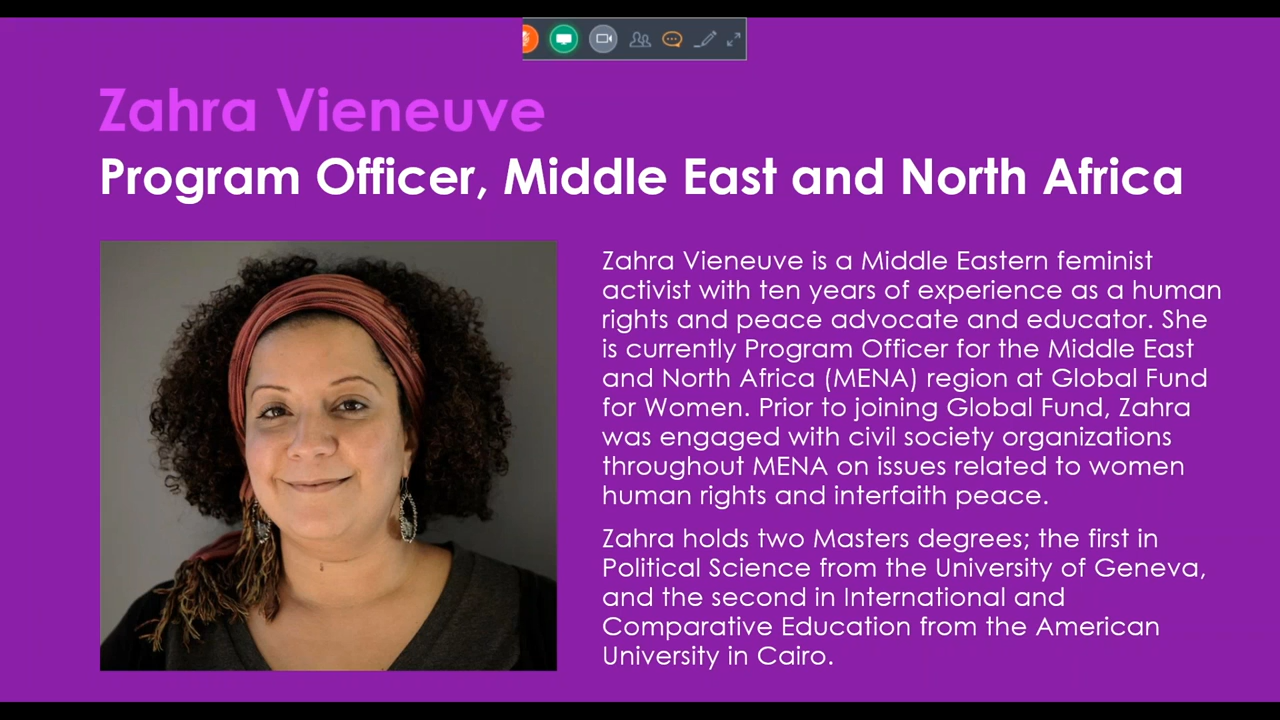 Zahra Vieneuve
Program Officer, Middle East and North Africa
Zahra Vieneuve is a Middle Eastern feminist
activist with ten years of experience as a human
rights and peace advocate and educator. She
is currently Program Officer for the Middle East
and North Africa (MENA) region at Global Fund
for Women. Prior to joining Global Fund, Zahra
was engaged with civil society organizations
throughout MENA on issues related to women
human rights and interfaith peace.
Zahra holds two Masters degrees; the first in
Political Science from the University of Geneva,
and the second in International and
Comparative Education from the American
University in Cairo.